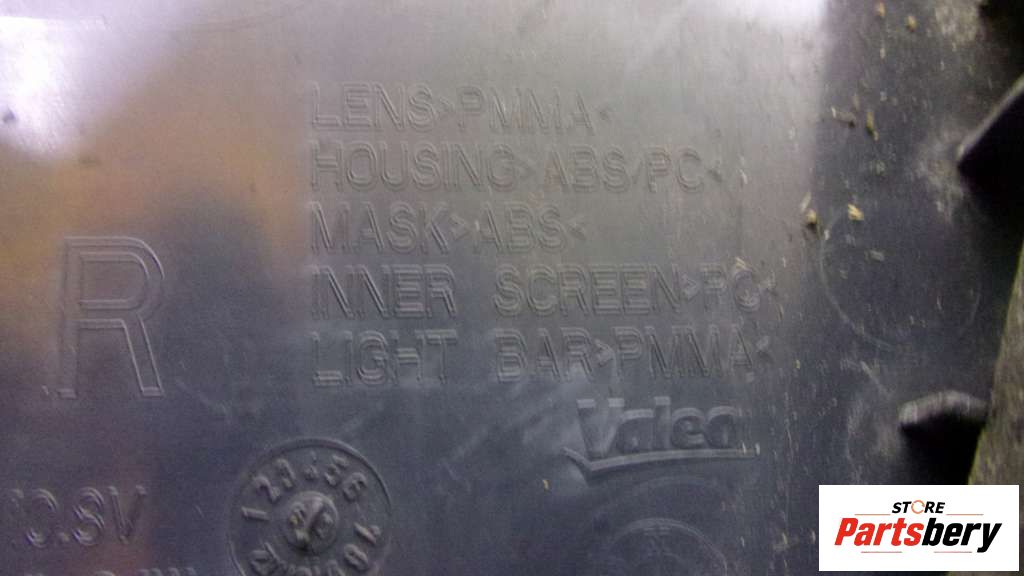 LENS>PMMA<
HOUSING>ABS/PC<
MASK>ABS<
INNER SCREEN>PC<
LIGHT BAR>PMMA<
R
Valeo
STORE
Partsbery